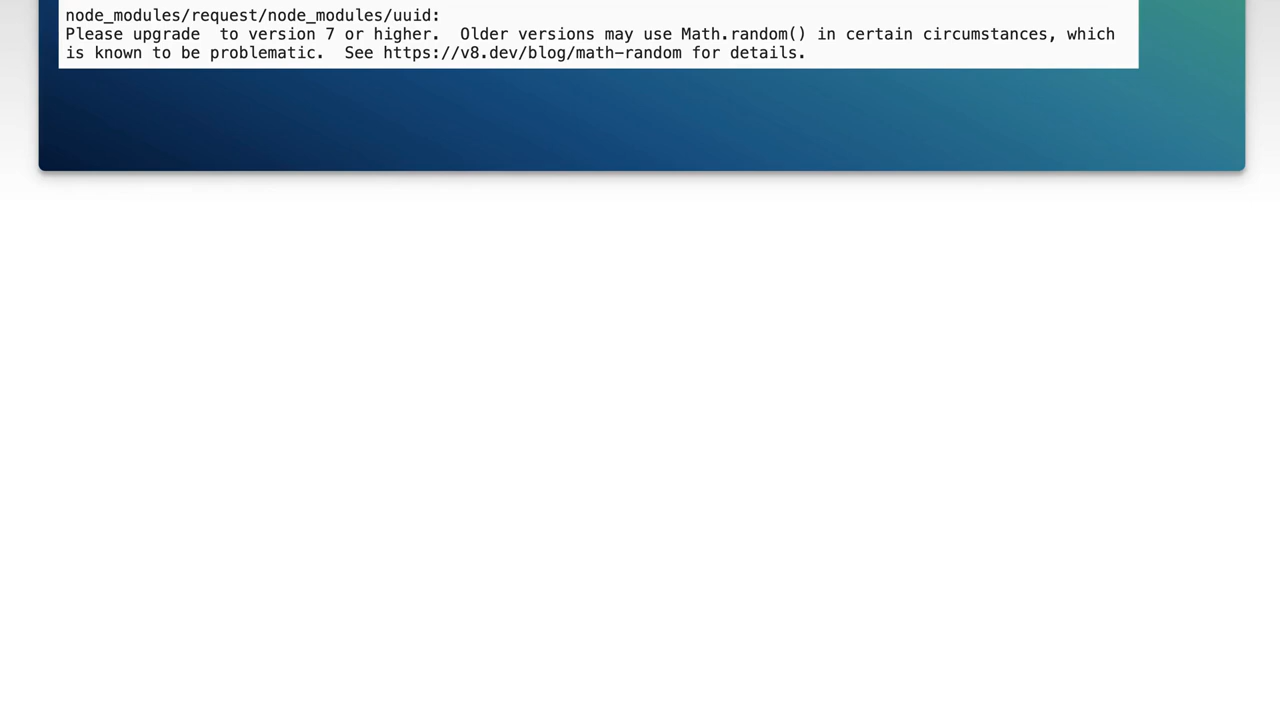 node_modules/request/node_modules/uuid:
Please upgrade  to version 7 or higher.  Older versions may use Math.random() in certain circumstances, which
is known to be problematic.  See https://v8.dev/blog/math-random for details.